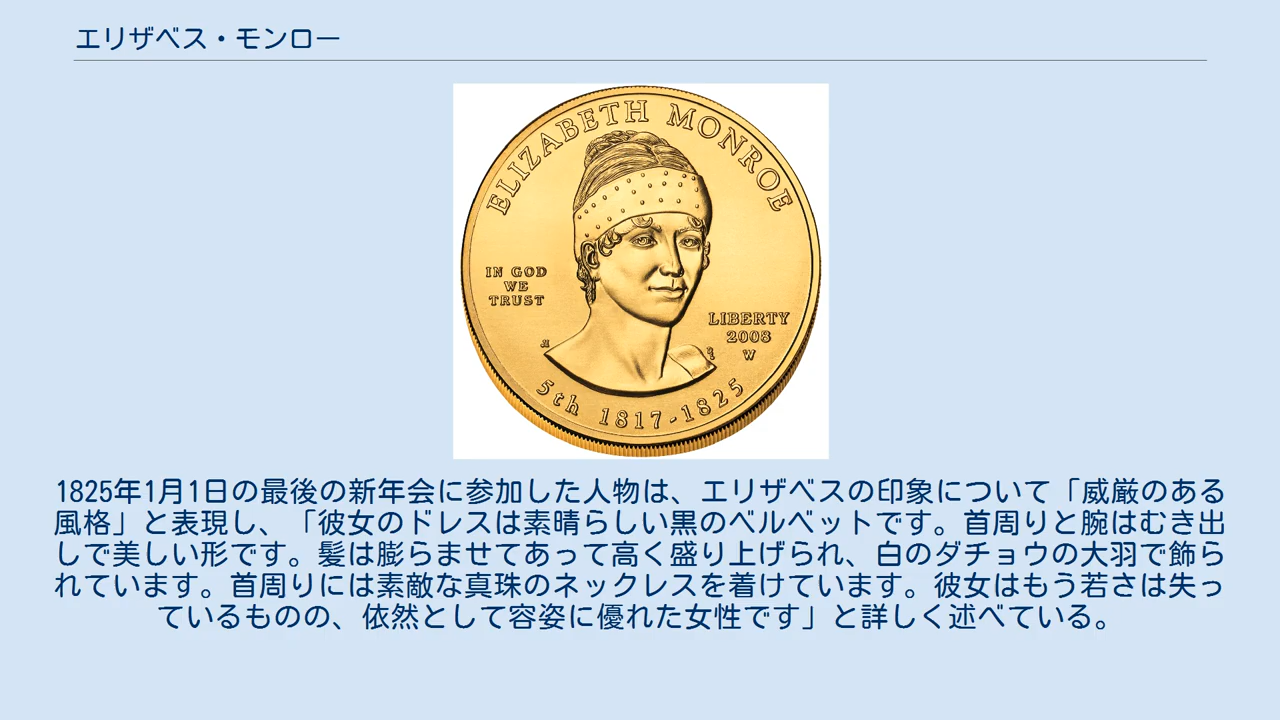 エリザベス・モンロー
ELIZABETH MONROE
IN GOD
WE
TRUST
LIBERTY
2008
W
5th 1817-1825
1825年1月1日の最後の新年会に参加した人物は、エリザベスの印象について「威厳のある
風格」と表現し、「彼女のドレスは素晴らしい黒のベルベットです。首周りと腕はむき出
しで美しい形です。髪は膨らませてあって高く盛り上げられ、白のダチョウの大羽で飾ら
れています。首周りには素敵な真珠のネックレスを着けています。彼女はもう若さは失っ
ているものの、依然として容姿に優れた女性です」と詳しく述べている。